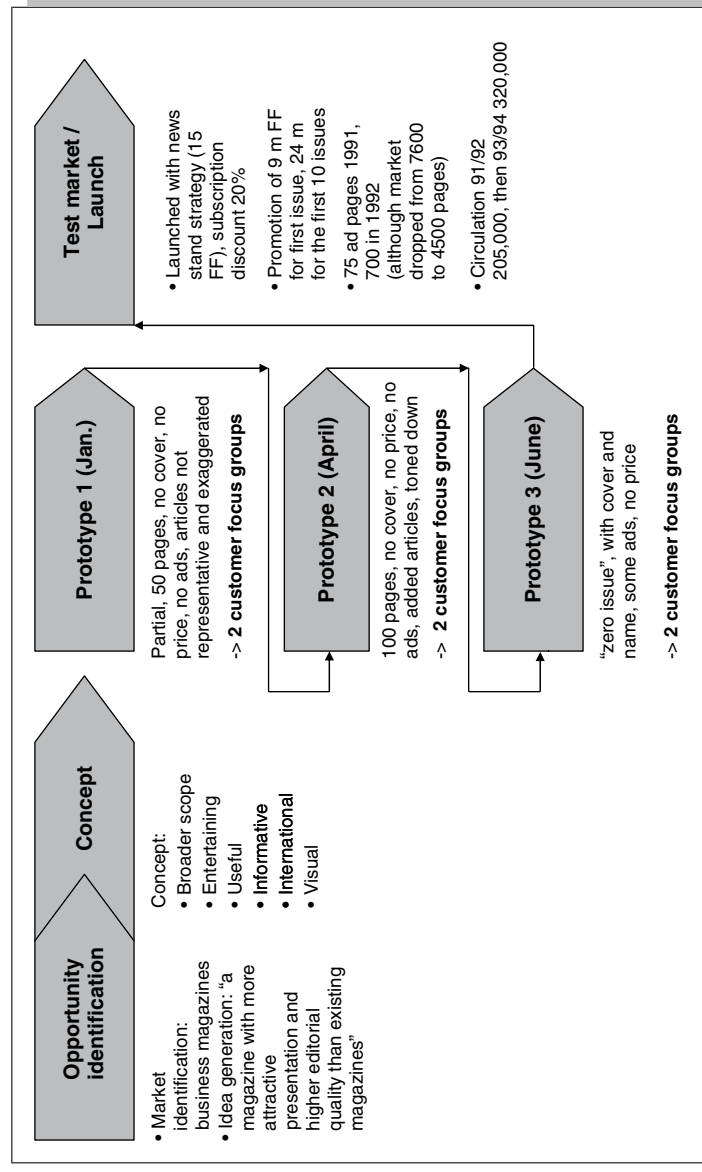 Opportunity
identification
• Market
identification:
business magazines
• Idea generation: “a
magazine with more
attractive
presentation and
higher editorial
quality than existing
magazines”
Concept
Concept:
• Broader scope
• Entertaining
• Useful
• Informative
• International
• Visual
Prototype 1 (Jan.)
Partial, 50 pages, no cover, no
price, no ads, articles not
representative and exaggerated
-> 2 customer focus groups
Prototype 2 (April)
100 pages, no cover, no price, no
ads, added articles, toned down
-> 2 customer focus groups
Prototype 3 (June)
“zero issue”, with cover and
name, some ads, no price
-> 2 customer focus groups
Test market /
Launch
• Launched with news
stand strategy (15
FF), subscription
discount 20%
• Promotion of 9 m FF
for first issue, 24 m
for the first 10 issues
• 75 ad pages 1991,
700 in 1992
(although market
dropped from 7600
to 4500 pages)
• Circulation 91/92
205,000, then 93/94 320,000